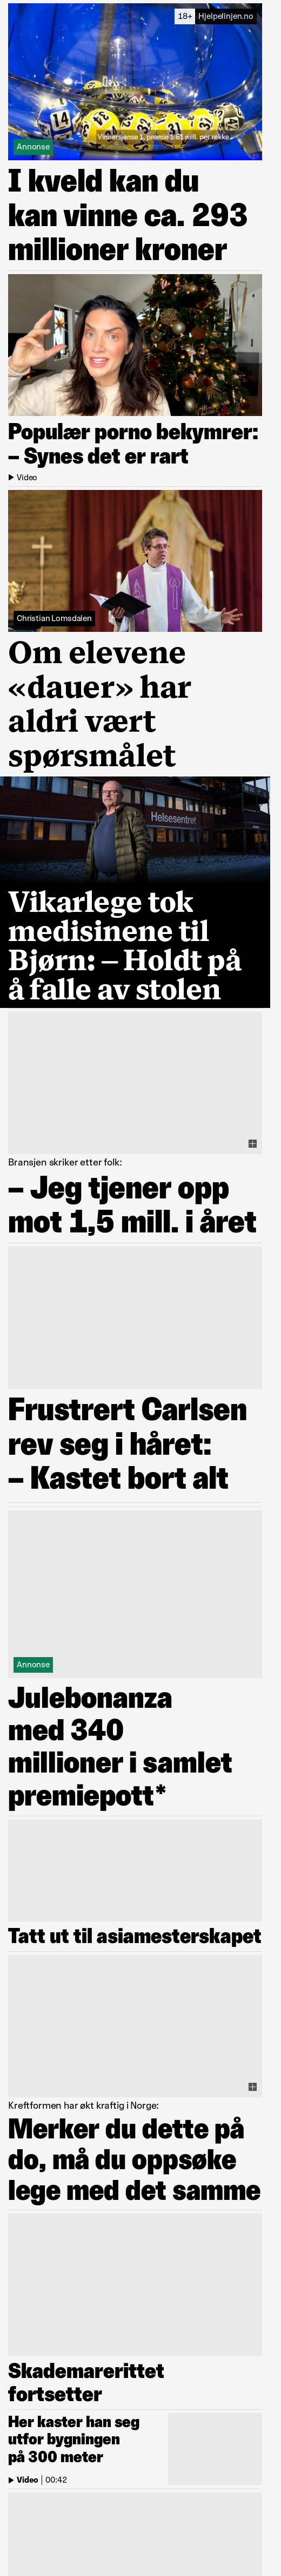 18+ Hjelpelinjen.no
14
33
37
Vinnersjanse 1. premie 1:61 mill. per rekke
Annonse
I kveld kan du
kan vinne ca. 293
millioner kroner
Populær porno bekymrer:
– Synes det er rart
Video
Christian Lomsdalen
Om elevene
«dauer» har
aldri vært
spørsmålet
Helsesentret
Vikarlege tok
medisinene til
Bjørn: – Holdt på
å falle av stolen
Bransjen skriker etter folk:
– Jeg tjener opp
mot 1,5 mill. i året
Frustrert Carlsen
rev seg i håret:
– Kastet bort alt
Annonse
Julebonanza
med 340
millioner i samlet
premiepott*
Tatt ut til asiamesterskapet
Kreftformen har økt kraftig i Norge:
Merker du dette på
do, må du oppsøke
lege med det samme
Skademarerittet
fortsetter
Her kaster han seg
utfor bygningen
på 300 meter
Video | 00:42